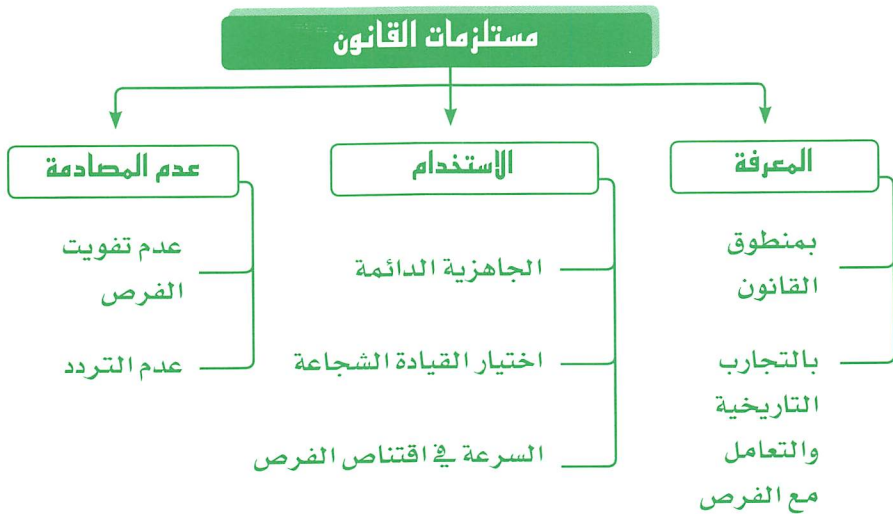 مستلزمات القانون
المعرفة
بمنطوق
القانون
بالتجارب
التاريخية
والتعامل
مع الفرص
الاستخدام
الجاهزية الدائمة
اختيار القيادة الشجاعة
السرعة في اقتناص الفرص
عدم المصادمة
عدم تفويت
الفرص
عدم التردد